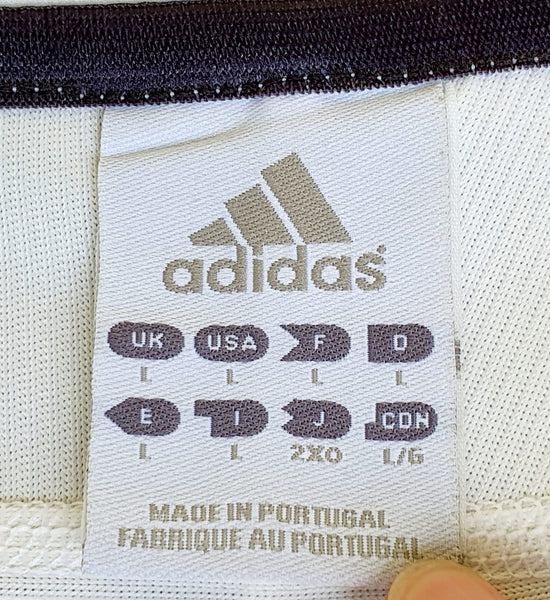 adidas
UK USA F D
L L L L
E I J CDN
L L 2XO L/G
MADE IN PORTUGAL
FABRIQUE AU PORTUGAL